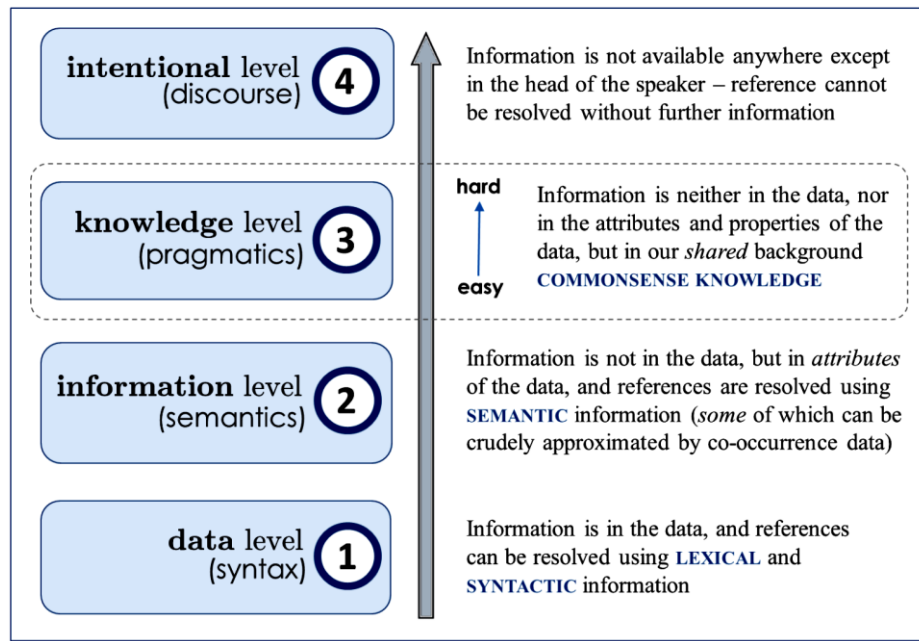 intentional level
(discourse)
4
Information is not available anywhere except
in the head of the speaker – reference cannot
be resolved without further information
knowledge level
(pragmatics)
3
hard
easy
Information is neither in the data, nor
in the attributes and properties of the
data, but in our shared background
COMMONSENSE KNOWLEDGE
information level
(semantics)
2
Information is not in the data, but in attributes
of the data, and references are resolved using
SEMANTIC information (some of which can be
crudely approximated by co-occurrence data)
data level
(syntax)
1
Information is in the data, and references
can be resolved using LEXICAL and
SYNTACTIC information